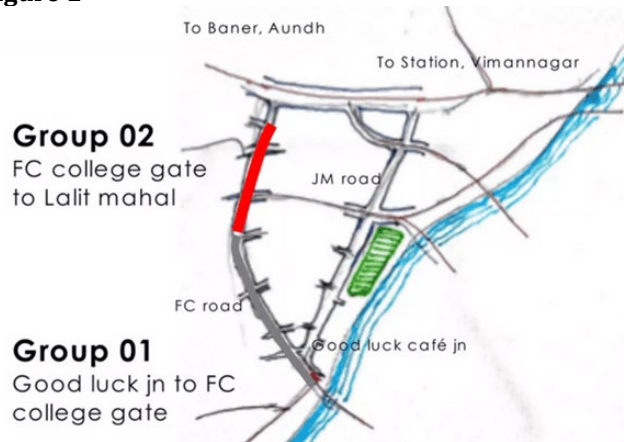 To Baner, Aundh
To Station, Vimannagar
Group 02
FC college gate
to Lalit mahal
JM road
FC road
Good luck café jn
Group 01
Good luck jn to FC
college gate